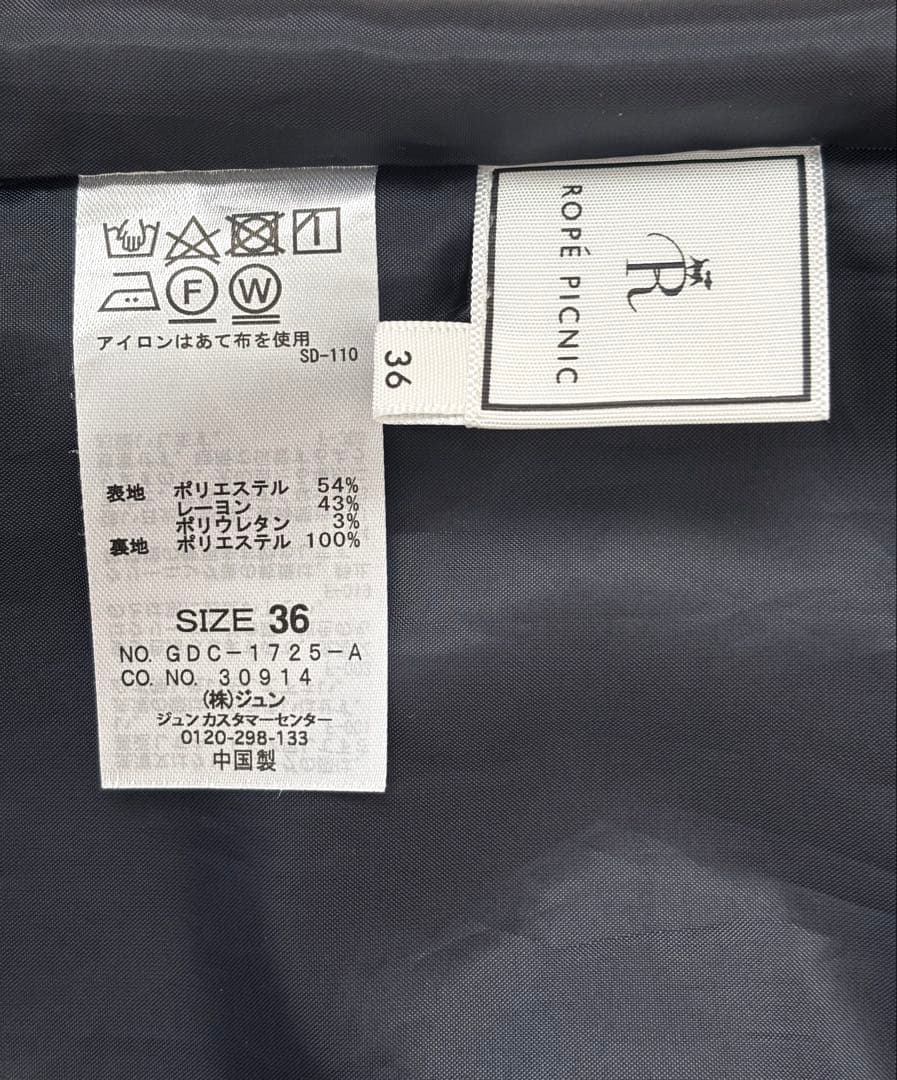 F W
アイロンはあて布を使用
SD-110
表地 ポリエステル 54%
レーヨン 43%
ポリウレタン 3%
裏地 ポリエステル 100%
SIZE 36
NO. GDC-1725-A
CO. NO. 30914
(株)ジュン
ジュンカスタマーセンター
0120-298-133
中国製
36
R
ROPÉ PICNIC